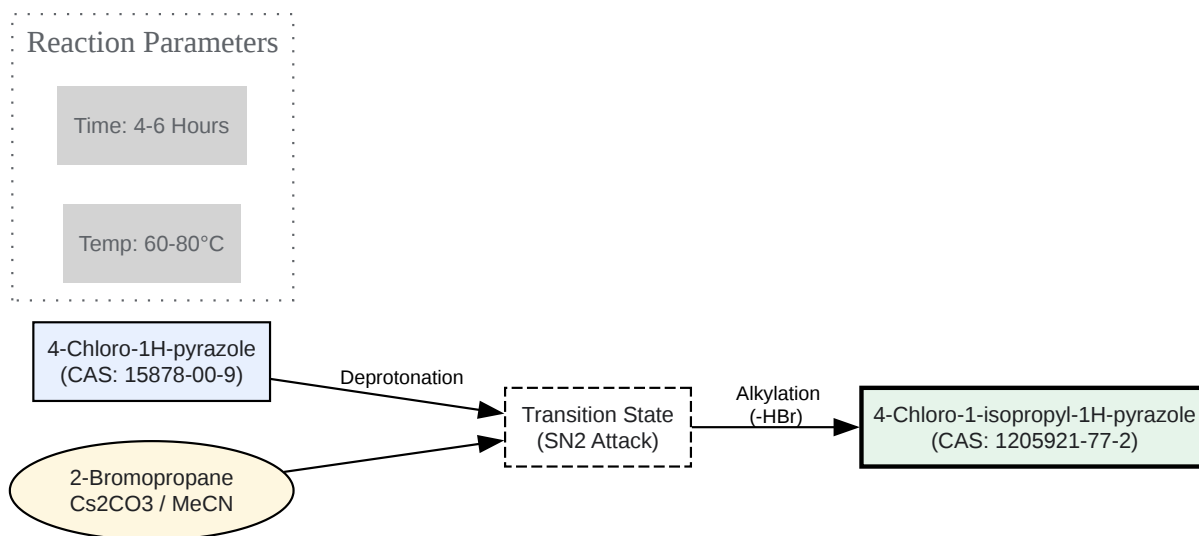 Reaction Parameters
Time: 4-6 Hours
Temp: 60-80°C
4-Chloro-1H-pyrazole
(CAS: 15878-00-9)
Deprotonation
2-Bromopropane
Cs2CO3 / MeCN
Transition State
(SN2 Attack)
Alkylation
(-HBr)
4-Chloro-1-isopropyl-1H-pyrazole
(CAS: 1205921-77-2)